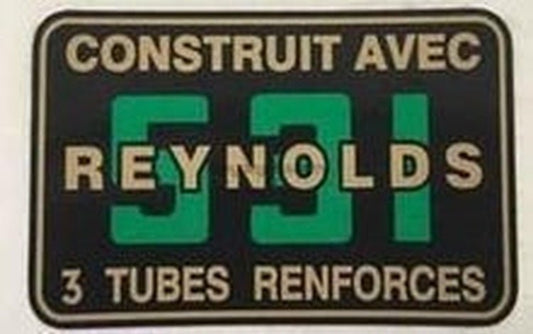 CONSTRUIT AVEC
531
REYNOLDS
3 TUBES RENFORCES